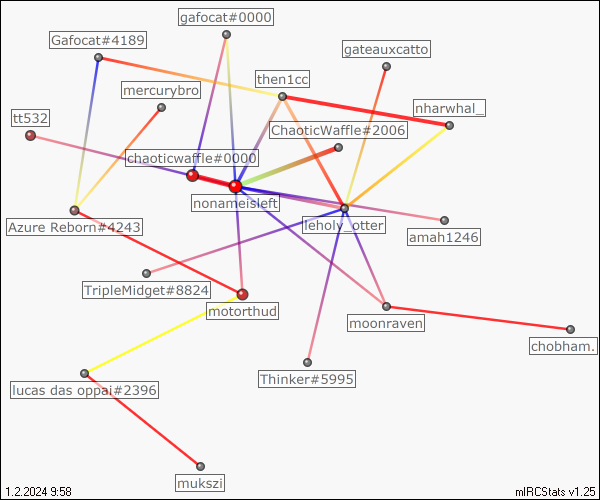 gafocat#0000
Gafocat#4189
gateauxcatto
then1cc
mercurybro
nharwhal_
tt532
ChaoticWaffle#2006
chaoticwaffle#0000
nonameisleft
Azure Reborn#4243
leholy_otter
amah1246
TripleMidget#8824
motorthud
moonraven
chobham.
Thinker#5995
lucas das oppai#2396
mukszi
1.2.2024 9:58
mIRCStats v1.25